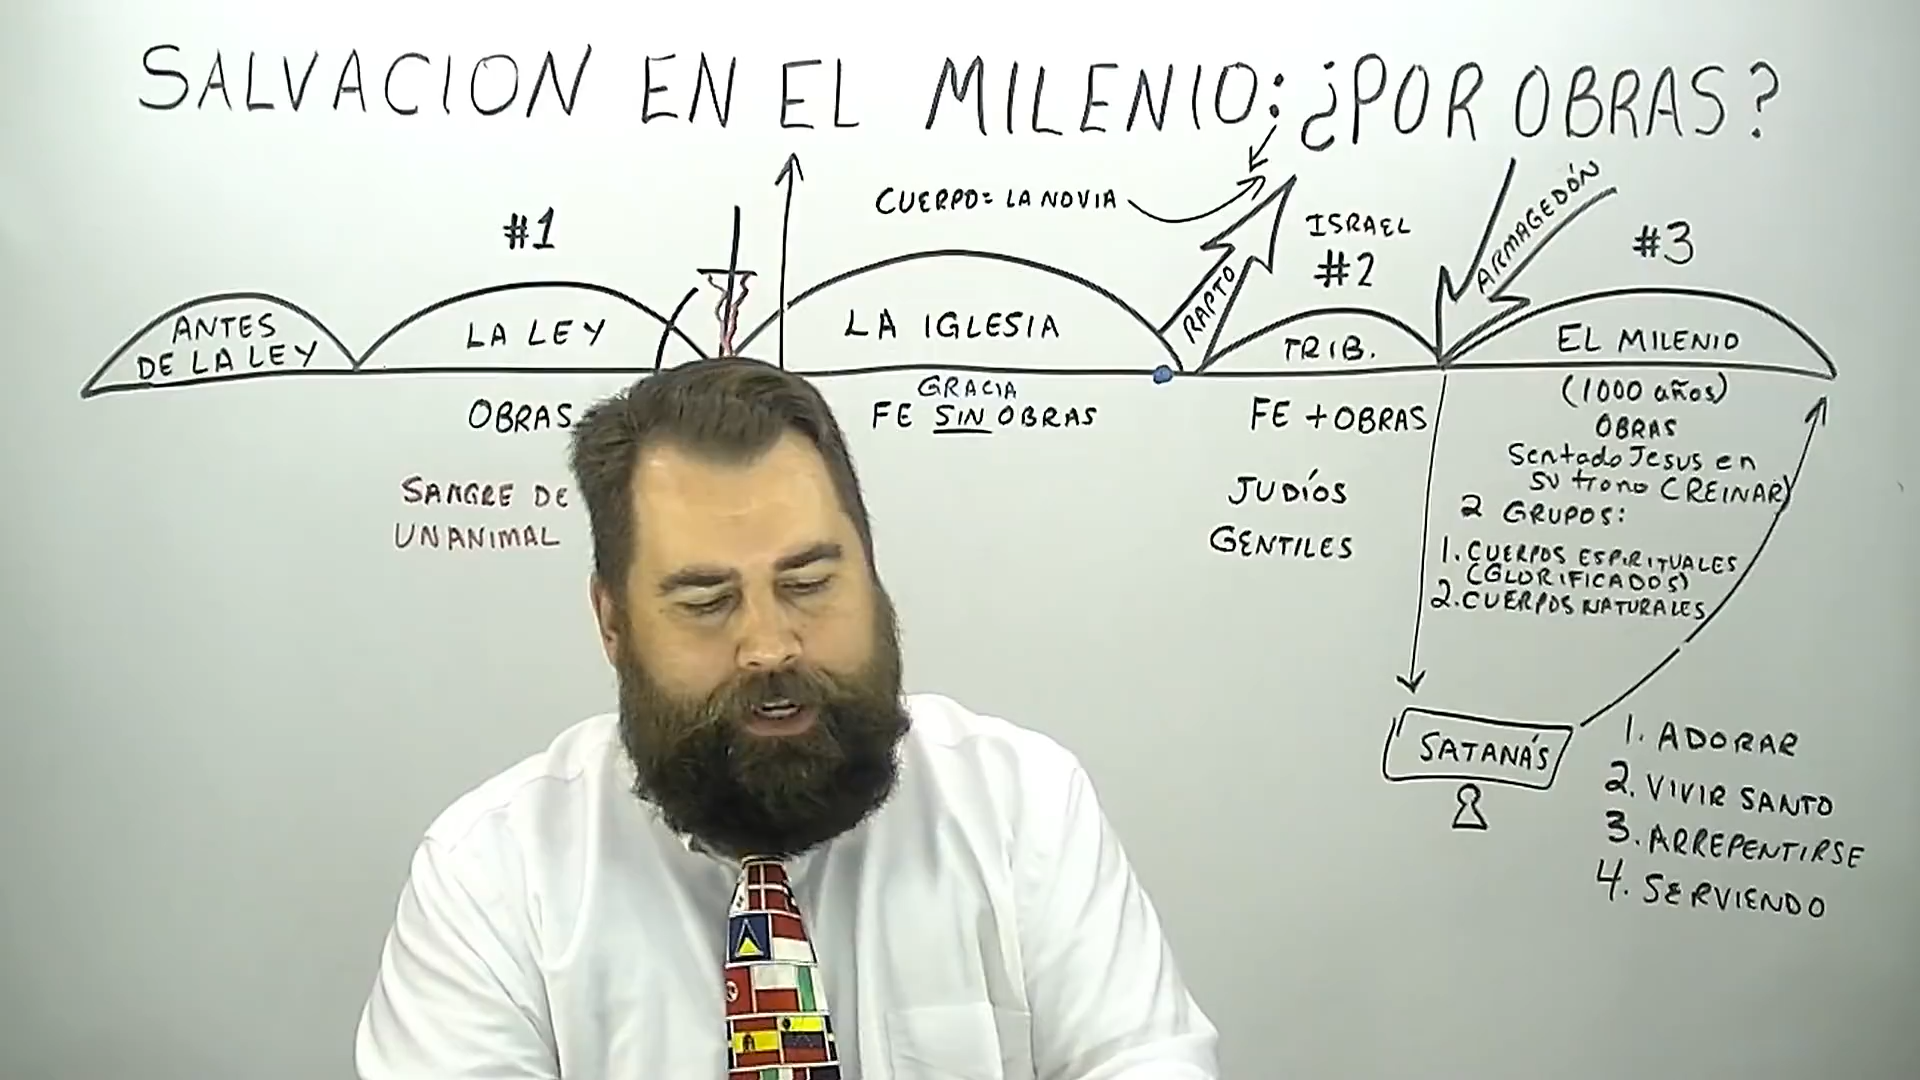 SALVACION EN EL MILENIO: ¿POR OBRAS?
CUERPO= LA NOVIA
#1
ISRAEL
#2
ARMAGEDÓN
#3
RAPTO
ANTES
DE LA LEY
LA LEY
LA IGLESIA
TRIB.
EL MILENIO
OBRAS
GRACIA
FE SIN OBRAS
FE + OBRAS
(1000 años)
OBRAS
Sentado Jesus en
su trono (REINAR)
2 GRUPOS:
1. CUERPOS ESPIRITUALES
(GLORIFICADOS)
2. CUERPOS NATURALES
SANGRE DE
UN ANIMAL
JUDÍOS
GENTILES
SATANÁS
1. ADORAR
2. VIVIR SANTO
3. ARREPENTIRSE
4. SERVIENDO